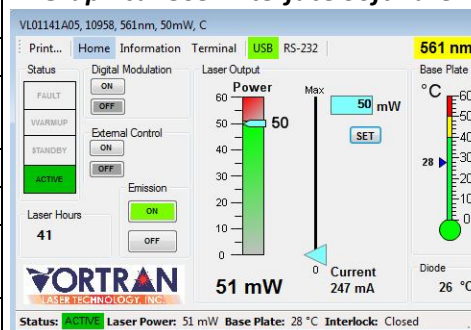 VL01141A05, 10958, 561nm, 50mW, C
Print... Home Information Terminal USB RS-232 561 nm
Status Digital Modulation Laser Output Base Plate
FAULT
WARMUP
STANDBY
ACTIVE
ON
OFF
External Control
ON
OFF
Emission
ON
OFF
Laser Hours
41
Power
60
50
40
30
20
10
0
50
51 mW
Max
0
50 mW
SET
Current
247 mA
°C
60
50
40
30
20
10
0
28
Diode
26 °C
VORTRAN
LASER TECHNOLOGY, INC.
Status: ACTIVE Laser Power: 51 mW Base Plate: 28 °C Interlock: Closed